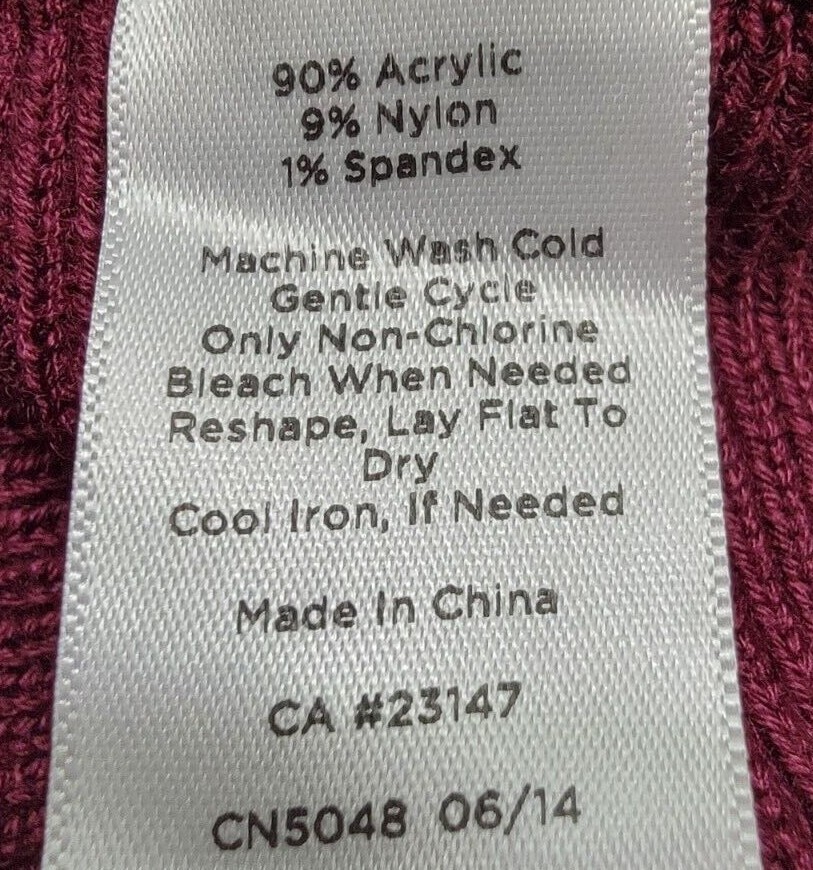 90% Acrylic
9% Nylon
1% Spandex
Machine Wash Cold
Gentle Cycle
Only Non-Chlorine
Bleach When Needed
Reshape, Lay Flat To
Dry
Cool Iron, If Needed
Made In China
CA #23147
CN5048 06/14